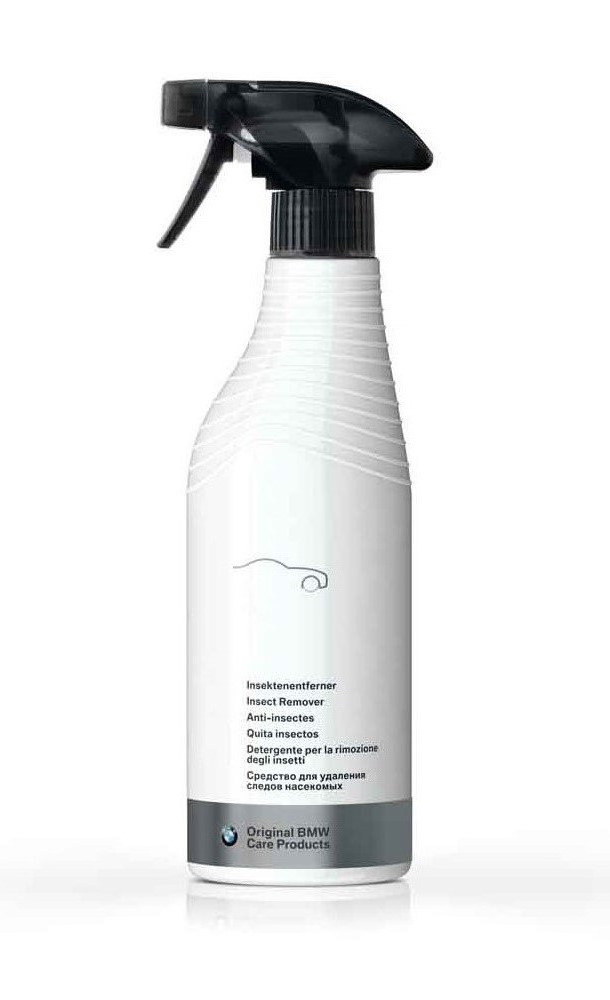 Insektenentferner
Insect Remover
Anti-insectes
Quita insectos
Detergente per la rimozione
degli insetti
Средство для удаления
следов насекомых
Original BMW
Care Products